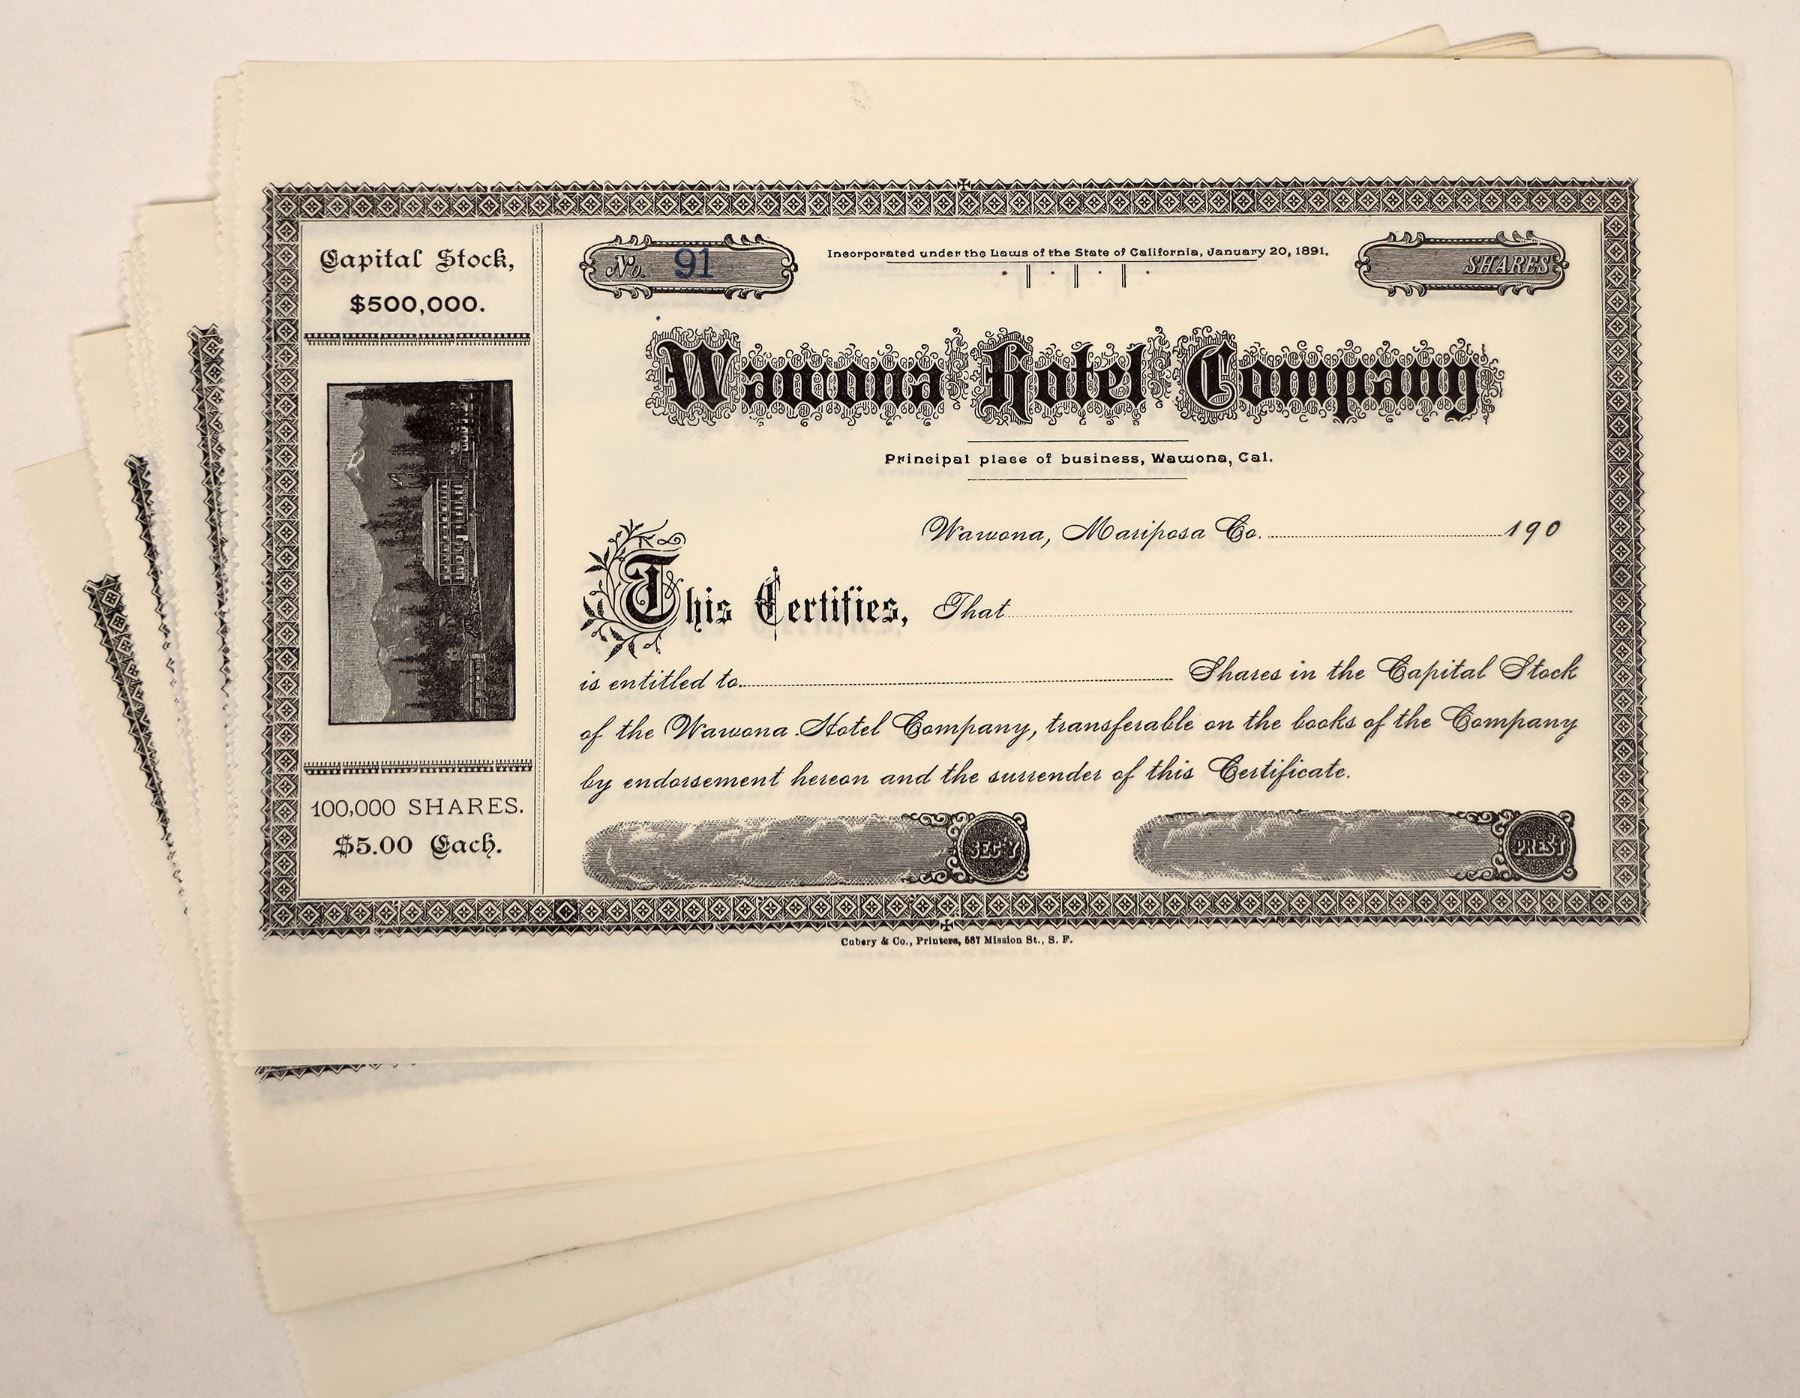 Capital Stock,
$500,000.
100,000 SHARES.
$5.00 Each.
No. 91
Incorporated under the Laws of the State of California, January 20, 1891.
SHARES
Wawona Hotel Company
Principal place of business, Wawona, Cal.
Wawona, Mariposa Co. 190
This Certifies, That
is entitled to Shares in the Capital Stock
of the Wawona Hotel Company, transferable on the books of the Company
by endorsement hereon and the surrender of this Certificate.
SEC'Y
PRES'T
Cubery & Co., Printers, 587 Mission St., S. F.